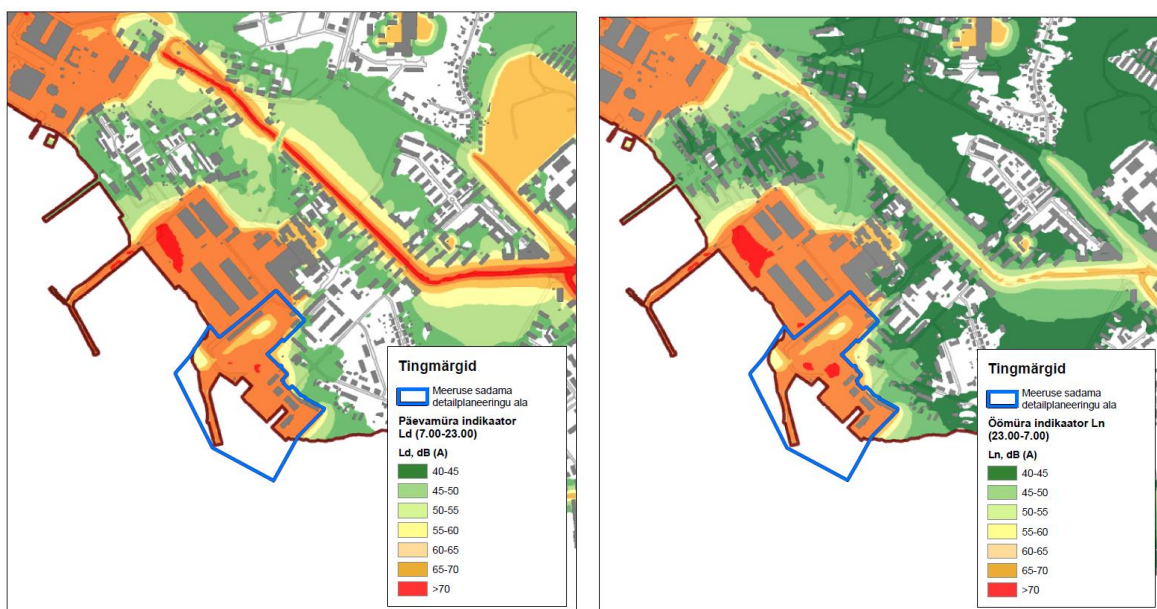 Tingmärgid
Meeruse sadama
detailplaneeringu ala
Päevamüra indikaator
Ld (7.00-23.00)
Ld, dB (A)
40-45
45-50
50-55
55-60
60-65
65-70
>70
Tingmärgid
Meeruse sadama
detailplaneeringu ala
Öömüra indikaator Ln
(23.00-7.00)
Ln, dB (A)
40-45
45-50
50-55
55-60
60-65
65-70
>70